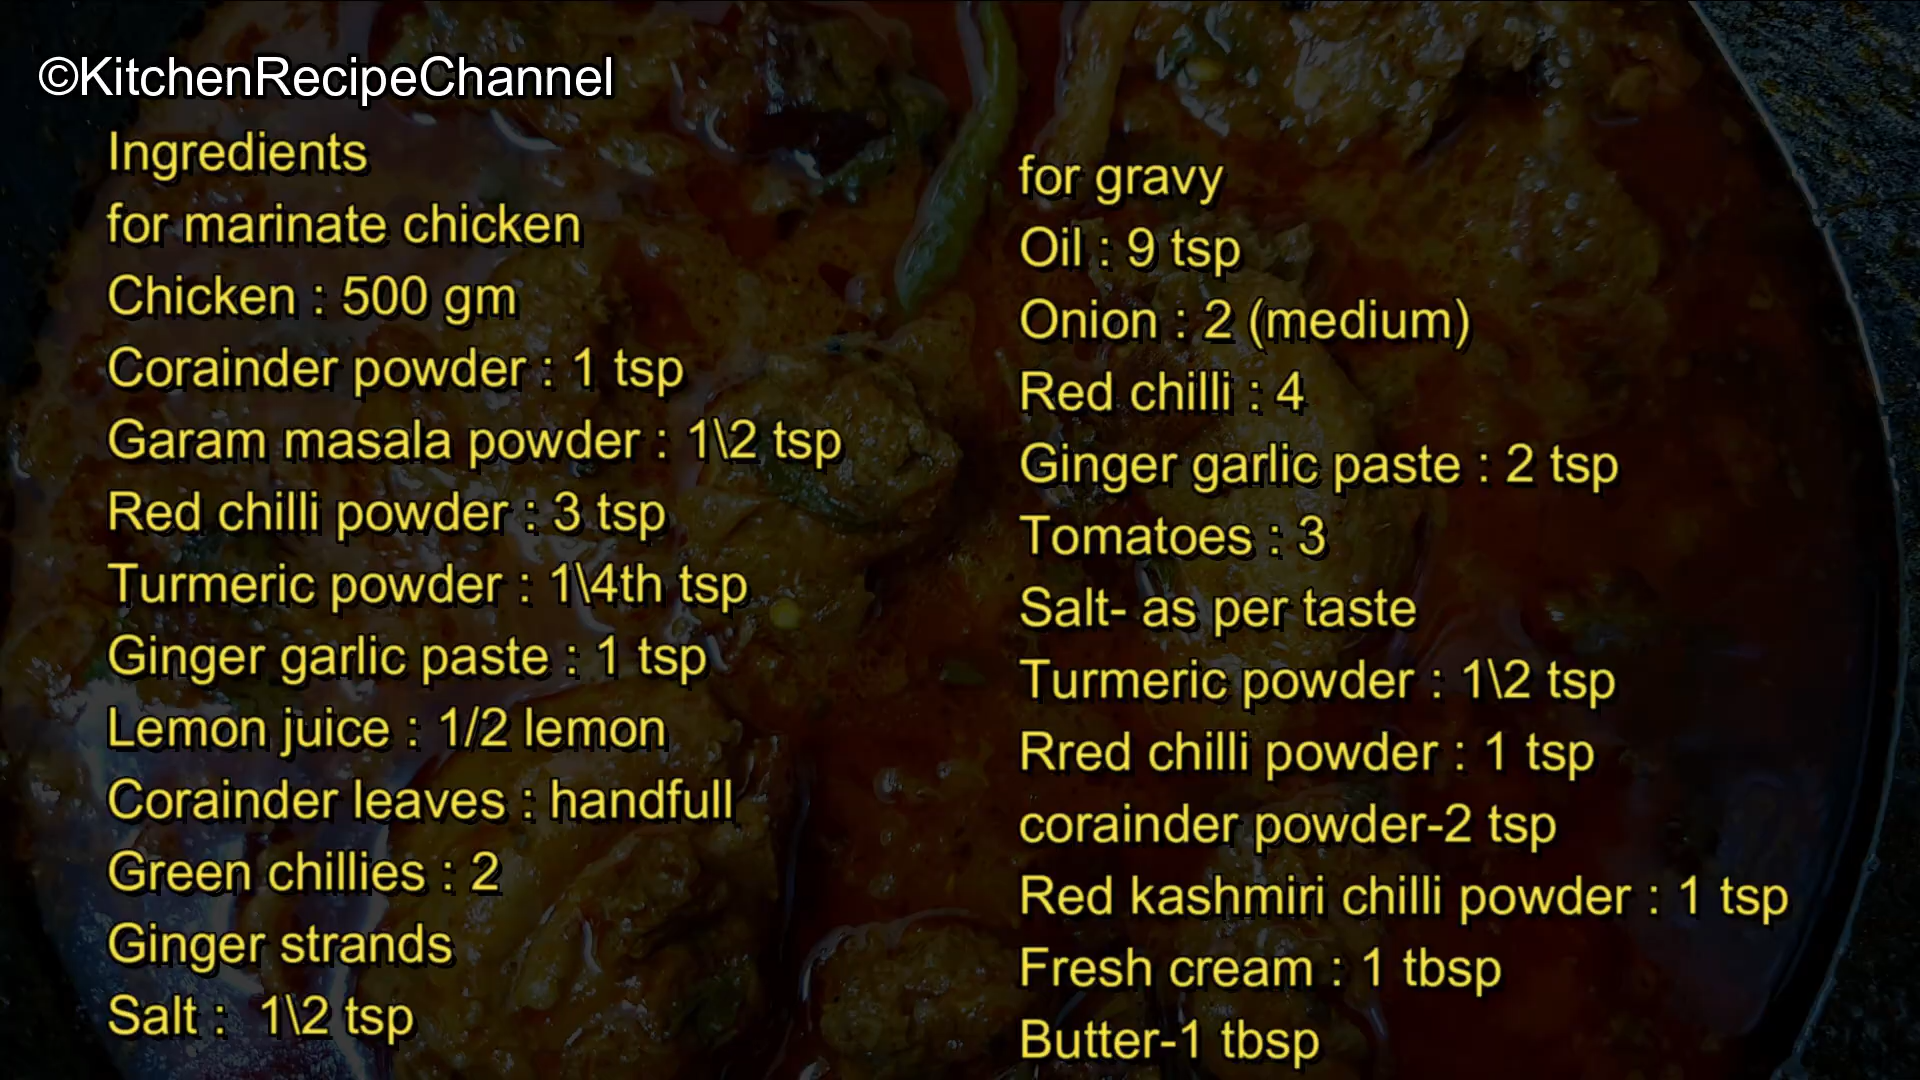 ©KitchenRecipeChannel
Ingredients
for marinate chicken
Chicken : 500 gm
Corainder powder : 1 tsp
Garam masala powder : 1\2 tsp
Red chilli powder : 3 tsp
Turmeric powder : 1\4th tsp
Ginger garlic paste : 1 tsp
Lemon juice : 1/2 lemon
Corainder leaves : handfull
Green chillies : 2
Ginger strands
Salt :  1\2 tsp
for gravy
Oil : 9 tsp
Onion : 2 (medium)
Red chilli : 4
Ginger garlic paste : 2 tsp
Tomatoes : 3
Salt- as per taste
Turmeric powder : 1\2 tsp
Rred chilli powder : 1 tsp
corainder powder-2 tsp
Red kashmiri chilli powder : 1 tsp
Fresh cream : 1 tbsp
Butter-1 tbsp